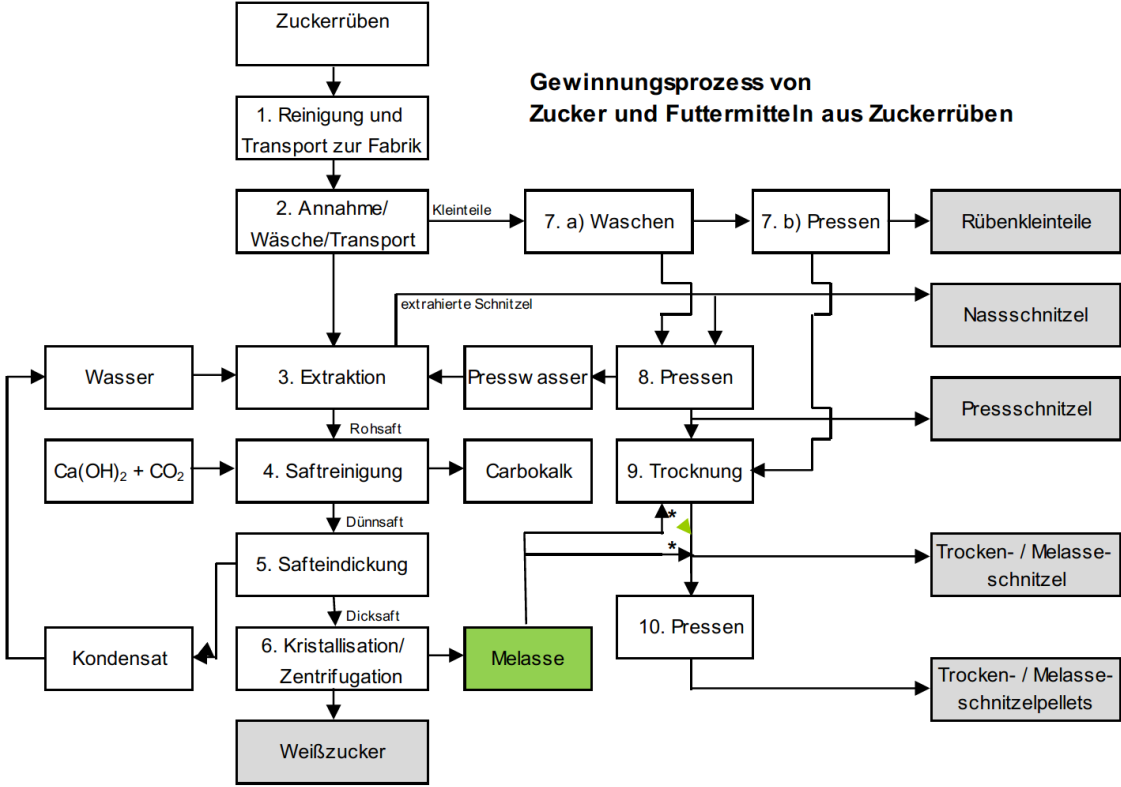 Zuckerrüben
Gewinnungsprozess von
Zucker und Futtermitteln aus Zuckerrüben
1. Reinigung und
Transport zur Fabrik
2. Annahme/
Wäsche/Transport
Kleinteile
7. a) Waschen
7. b) Pressen
Rübenkleinteile
extrahierte Schnitzel
Nassschnitzel
Wasser
3. Extraktion
Presswasser
8. Pressen
Pressschnitzel
Rohsaft
Ca(OH)₂ + CO₂
4. Saftreinigung
Carbokalk
9. Trocknung
Dünnsaft
*
*
5. Safteindickung
Trocken- / Melasse-
schnitzel
Dicksaft
Kondensat
6. Kristallisation/
Zentrifugation
Melasse
10. Pressen
Trocken- / Melasse-
schnitzelpellets
Weißzucker